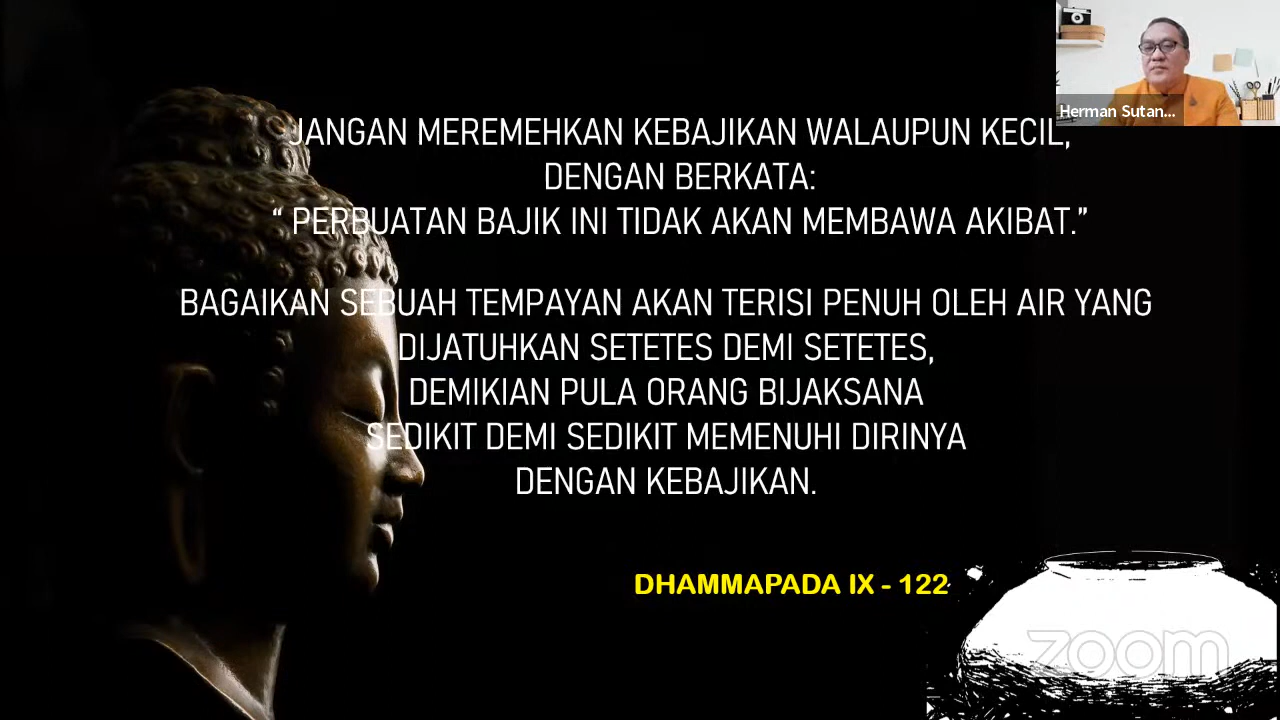 Herman Sutan...
JANGAN MEREMEHKAN KEBAJIKAN WALAUPUN KECIL,
DENGAN BERKATA:
“ PERBUATAN BAJIK INI TIDAK AKAN MEMBAWA AKIBAT.”
BAGAIKAN SEBUAH TEMPAYAN AKAN TERISI PENUH OLEH AIR YANG
DIJATUHKAN SETETES DEMI SETETES,
DEMIKIAN PULA ORANG BIJAKSANA
SEDIKIT DEMI SEDIKIT MEMENUHI DIRINYA
DENGAN KEBAJIKAN.
DHAMMAPADA IX - 122
zoom